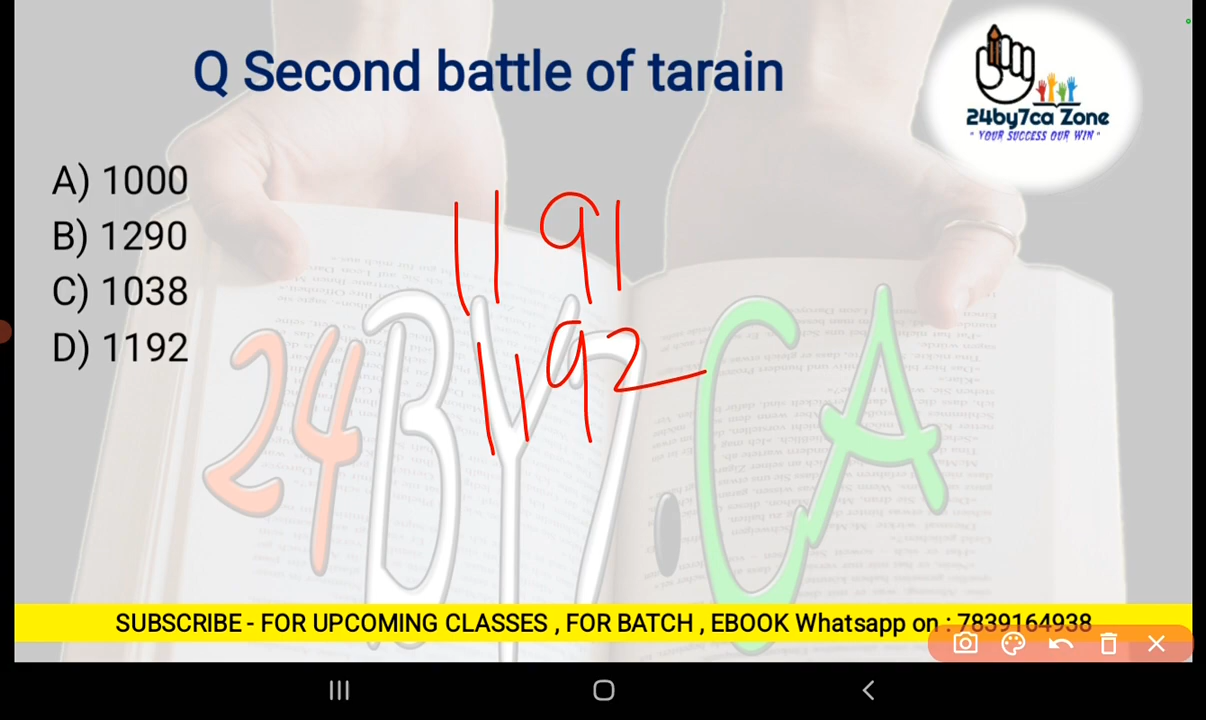 Q Second battle of tarain
24by7ca Zone
" YOUR SUCCESS OUR WIN "
A) 1000
B) 1290
C) 1038
D) 1192
1191
1192
24BY7.CA
SUBSCRIBE - FOR UPCOMING CLASSES , FOR BATCH , EBOOK Whatsapp on : 7839164938